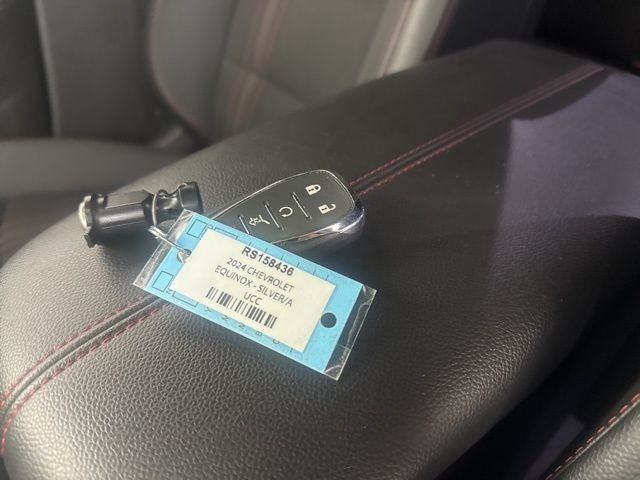 RS158436
2024 CHEVROLET
EQUINOX - SILVER/A
UCC